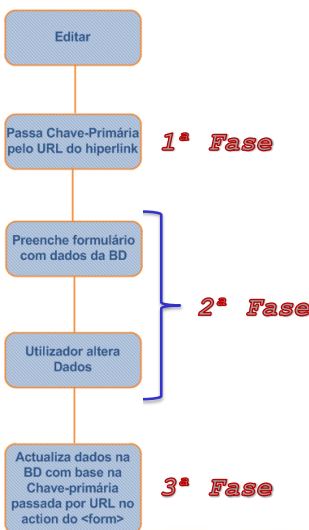 Editar
Passa Chave-Primária
pelo URL do hiperlink
1ª Fase
Preenche formulário
com dados da BD
2ª Fase
Utilizador altera
Dados
Actualiza dados na
BD com base na
Chave-primária
passada por URL no
action do <form>
3ª Fase